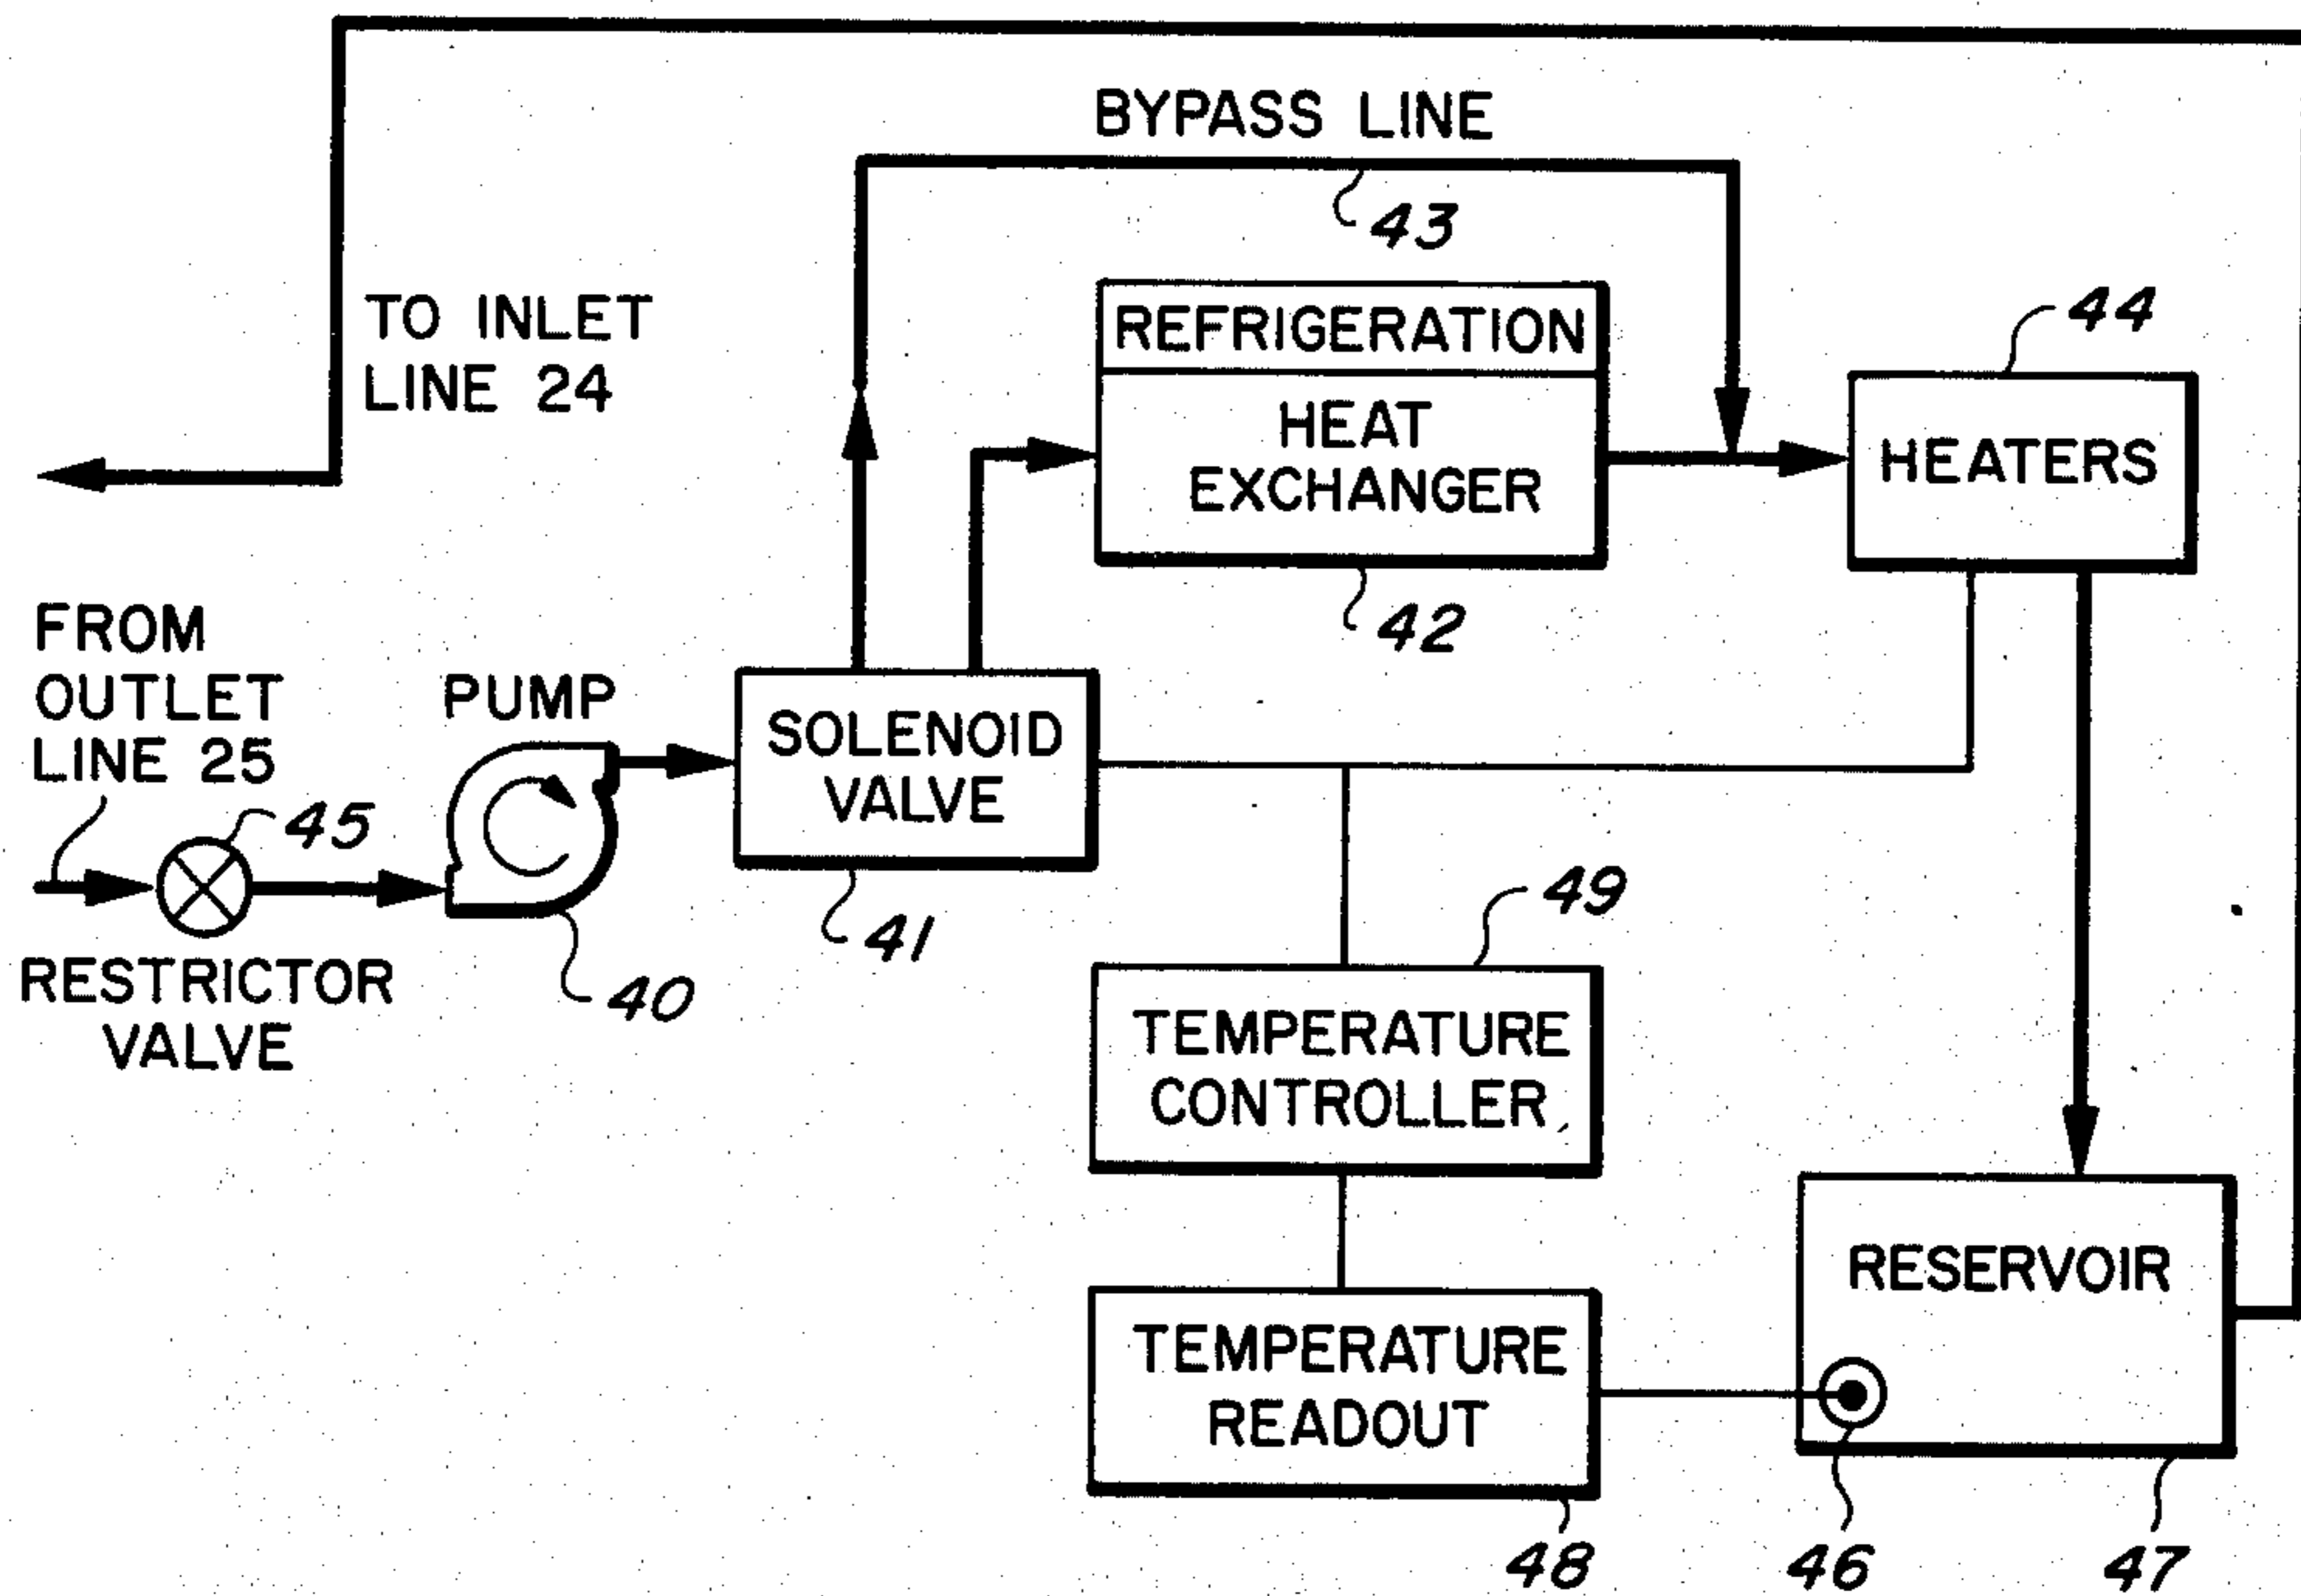 BYPASS LINE
43
TO INLET
LINE 24
REFRIGERATION
HEAT
EXCHANGER
42
44
HEATERS
FROM
OUTLET
LINE 25
45
RESTRICTOR
VALVE
PUMP
40
SOLENOID
VALVE
41
49
TEMPERATURE
CONTROLLER
TEMPERATURE
READOUT
48
RESERVOIR
46
47